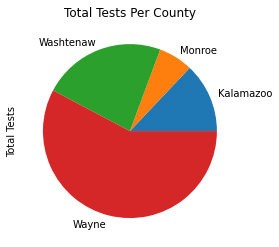 Total Tests Per County
Washtenaw
Monroe
Kalamazoo
Total Tests
Wayne